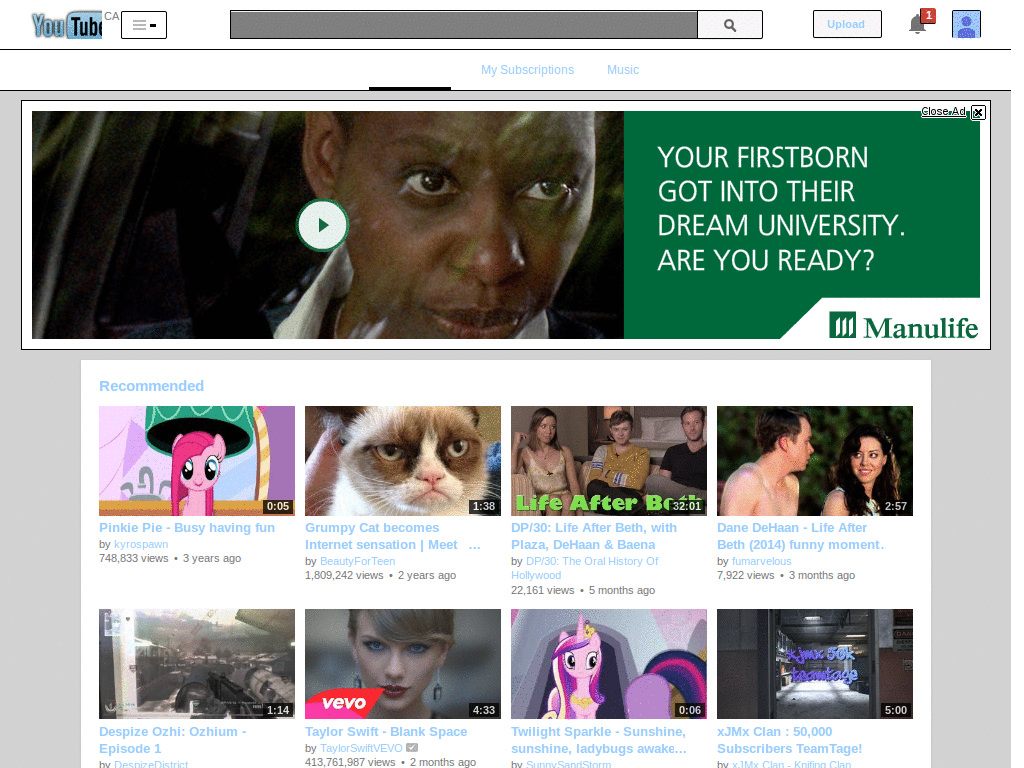 YouTube CA
Upload
1
My Subscriptions Music
Close Ad
YOUR FIRSTBORN
GOT INTO THEIR
DREAM UNIVERSITY.
ARE YOU READY?
Manulife
Recommended
0:05
1:38
Life After Beth
32:01
2:57
Pinkie Pie - Busy having fun
by kyrospawn
748,833 views • 3 years ago
Grumpy Cat becomes
Internet sensation | Meet ...
by BeautyForTeen
1,809,242 views • 2 years ago
DP/30: Life After Beth, with
Plaza, DeHaan & Baena
by DP/30: The Oral History Of
Hollywood
22,161 views • 5 months ago
Dane DeHaan - Life After
Beth (2014) funny moment.
by fumarvelous
7,922 views • 3 months ago
1:14
vevo
4:33
0:06
xjmx 50k
teamtage
5:00
Despize Ozhi: Ozhium -
Episode 1
by DespizeDistrict
Taylor Swift - Blank Space
by TaylorSwiftVEVO
413,761,987 views • 2 months ago
Twilight Sparkle - Sunshine,
sunshine, ladybugs awake...
by SunnySandStorm
xJMx Clan : 50,000
Subscribers TeamTage!
by xJMx Clan - Knifing Clan